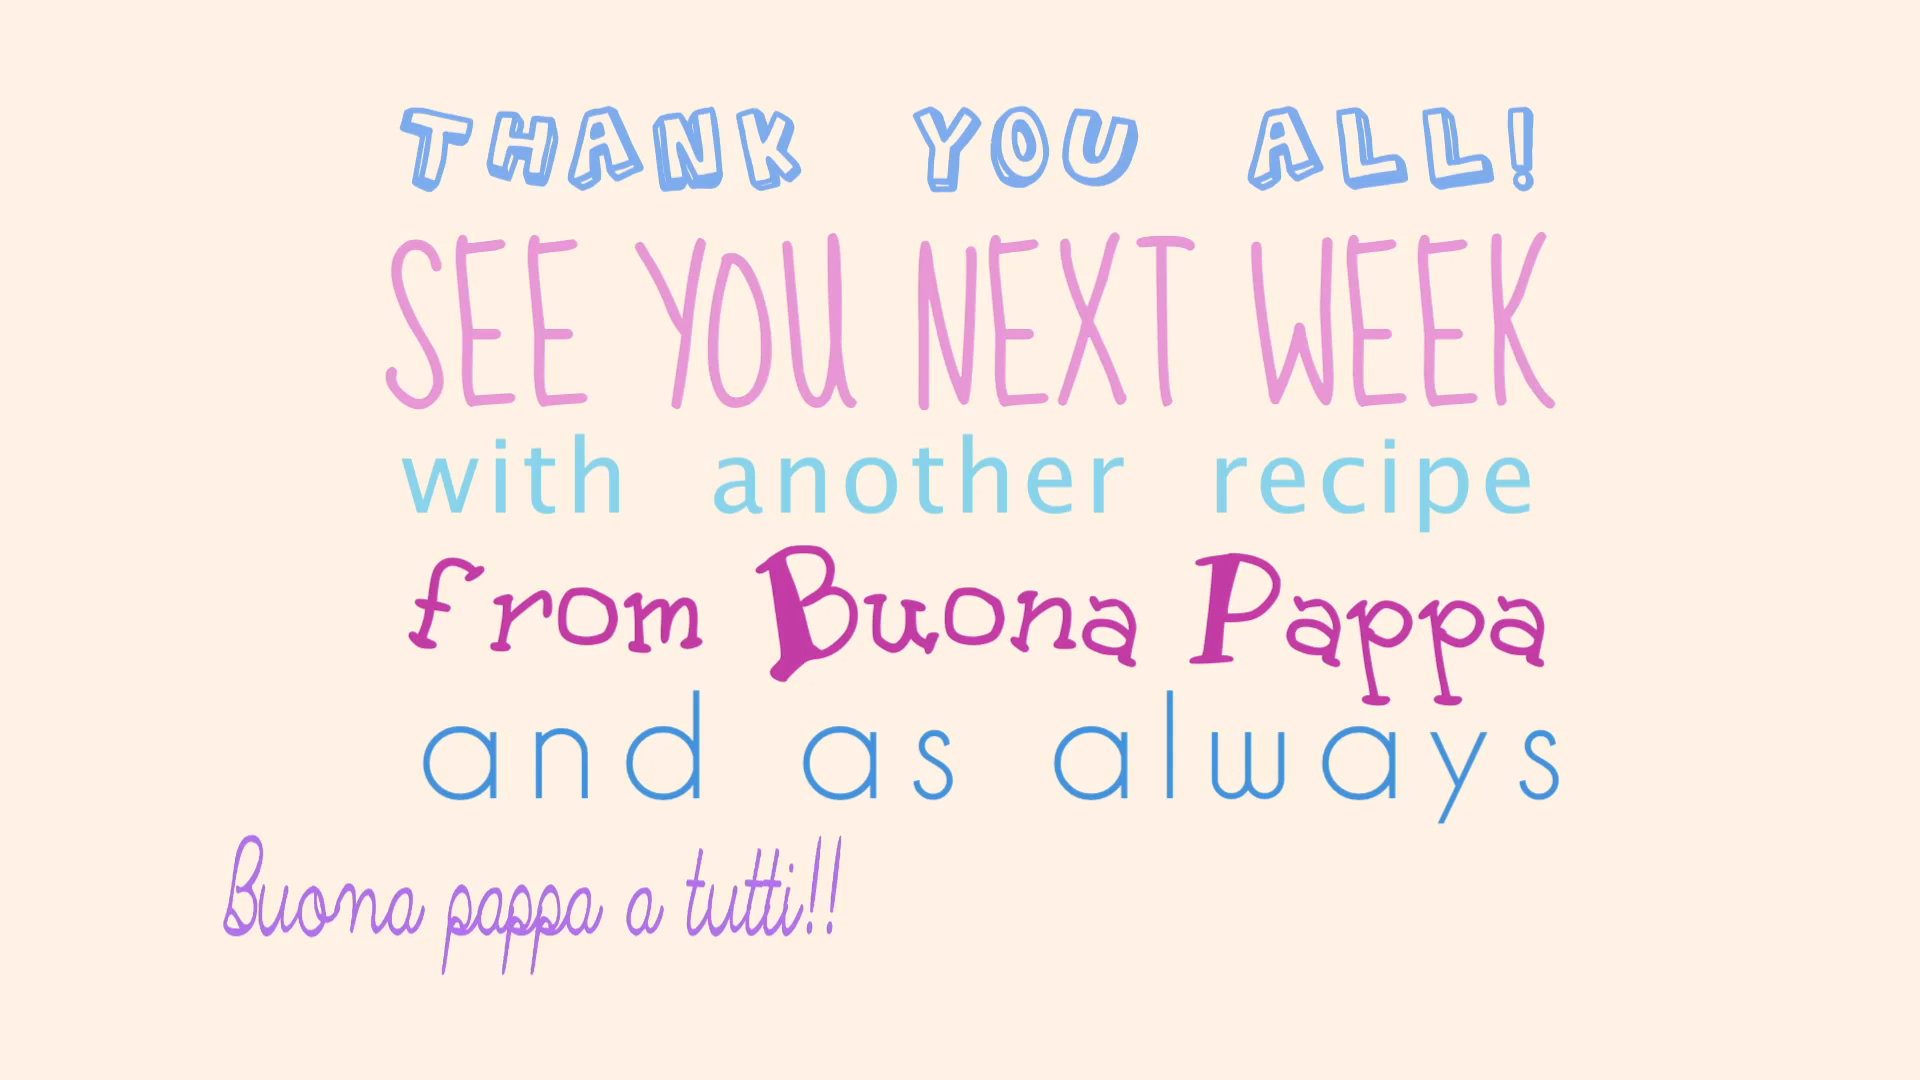 THANK YOU ALL!
SEE YOU NEXT WEEK
with another recipe
from Buona Pappa
and as always
Buona pappa a tutti!!